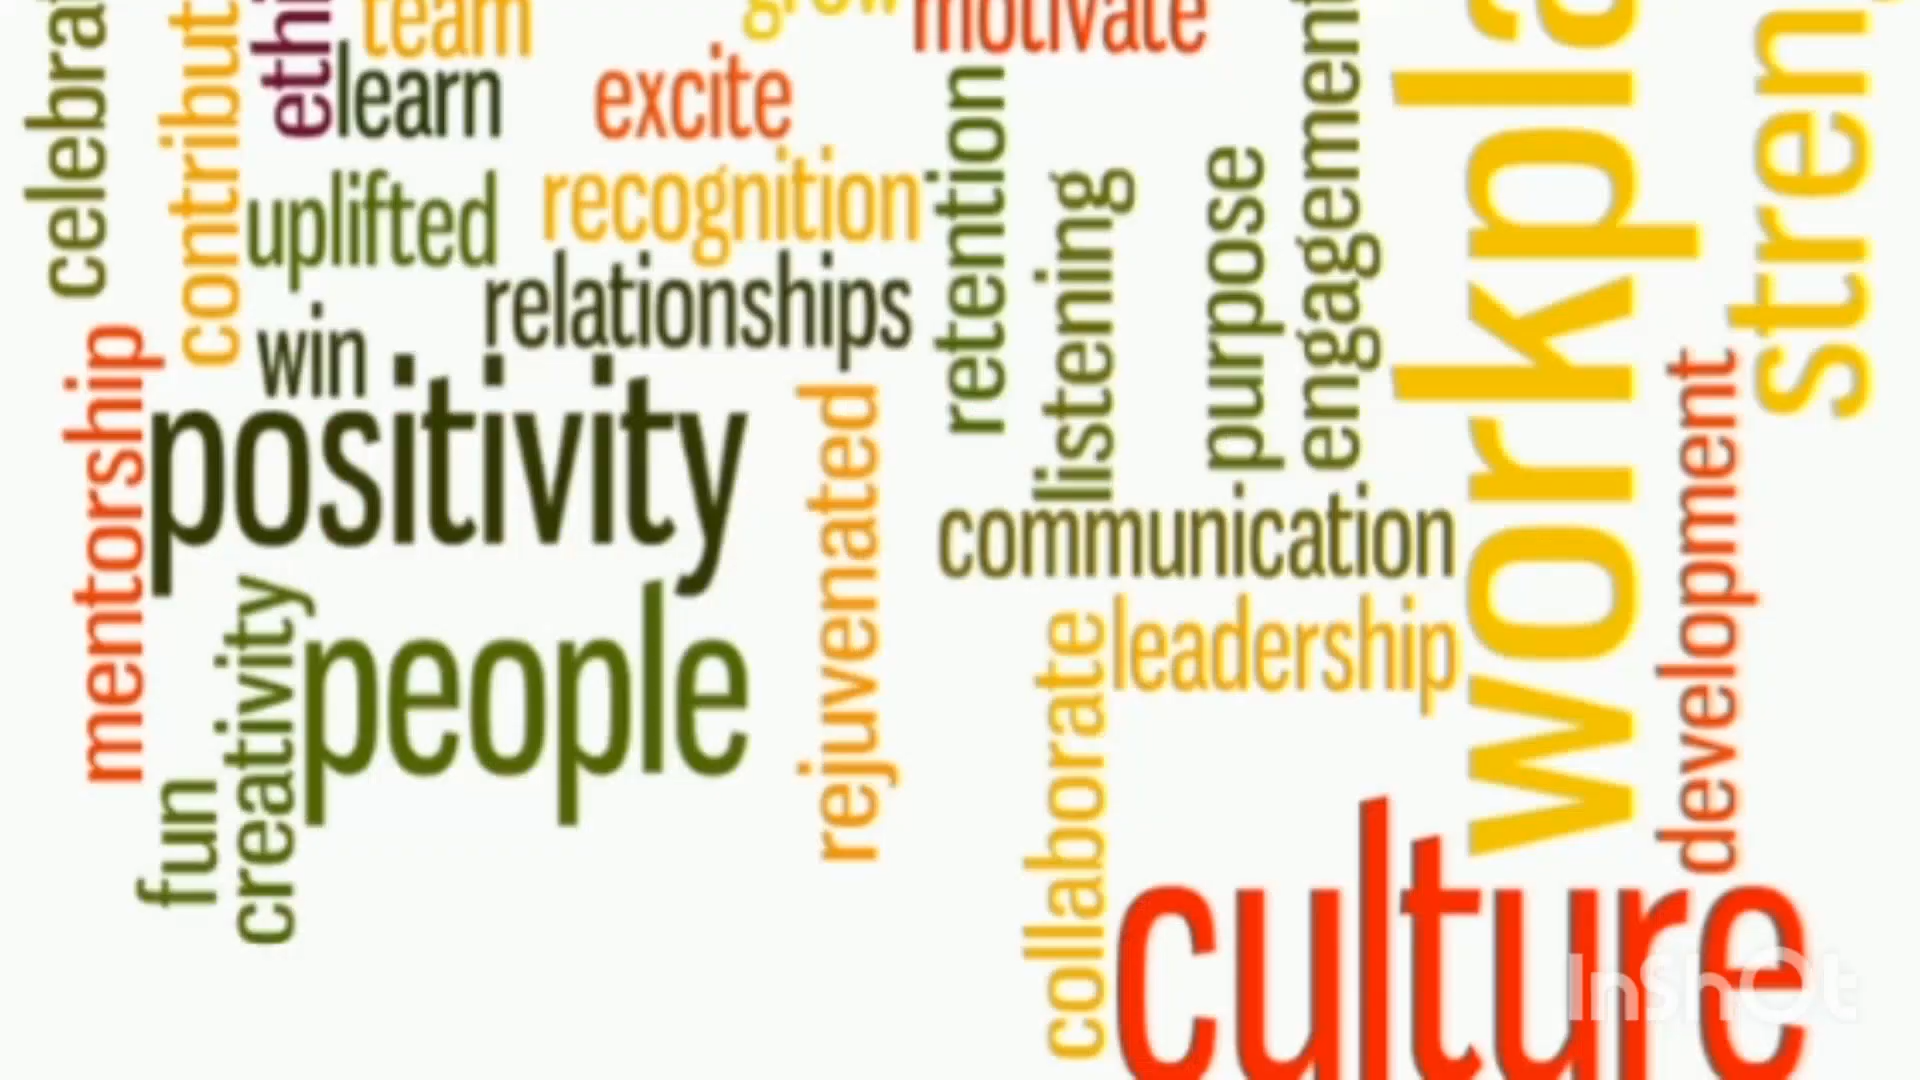 celebrat
contribut
ethi
team
grow
motivate
learn
excite
engagement
workpla
stren
retention
uplifted
recognition
listening
purpose
relationships
win
mentorship
positivity
rejuvenated
development
communication
creativity
people
collaborate
leadership
fun
culture
InShOt